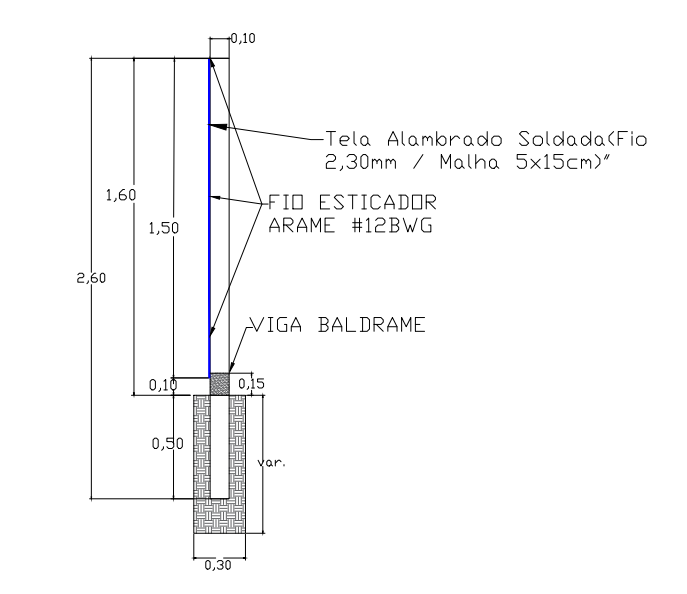 0,10
Tela Alambrado Soldada(Fio
2,30mm / Malha 5x15cm)"
1,60
FIO ESTICADOR
ARAME #12BWG
1,50
2,60
VIGA BALDRAME
0,10
0,15
0,50
var.
0,30